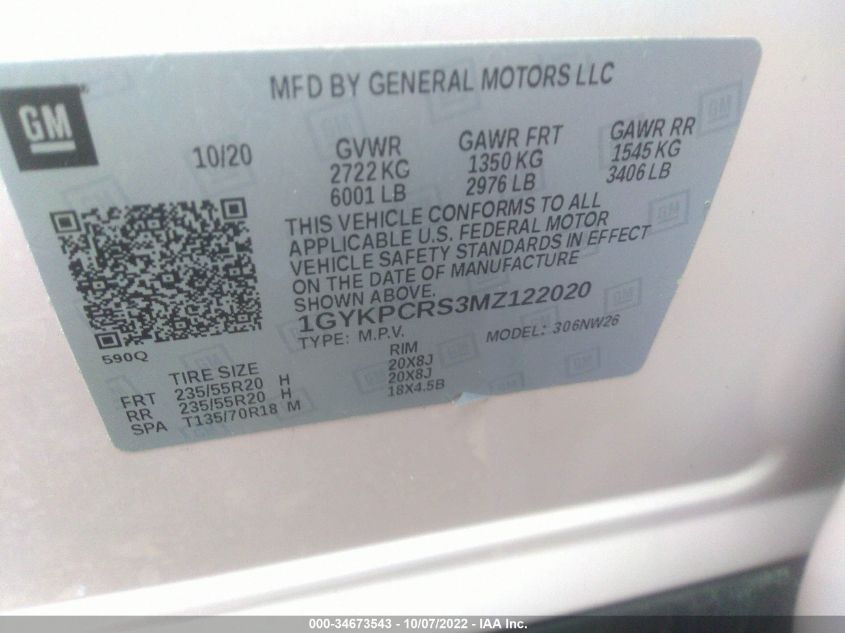 MFD BY GENERAL MOTORS LLC
GM
10/20
GVWR
2722 KG
6001 LB
GAWR FRT
1350 KG
2976 LB
GAWR RR
1545 KG
3406 LB
THIS VEHICLE CONFORMS TO ALL
APPLICABLE U.S. FEDERAL MOTOR
VEHICLE SAFETY STANDARDS IN EFFECT
ON THE DATE OF MANUFACTURE
SHOWN ABOVE.
1GYKPCRS3MZ122020
TYPE: M.P.V. MODEL: 306NW26
590Q
TIRE SIZE RIM
FRT 235/55R20 H 20X8J
RR 235/55R20 H 20X8J
SPA T135/70R18 M 18X4.5B
000-34673543 - 10/07/2022 - IAA Inc.